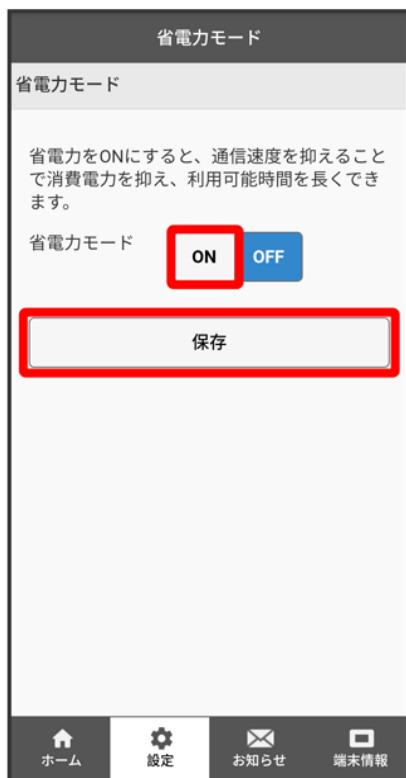 省電力モード
省電力モード
省電力をONにすると、通信速度を抑えること
で消費電力を抑え、利用可能時間を長くでき
ます。
省電力モード ON OFF
保存
ホーム 設定 お知らせ 端末情報